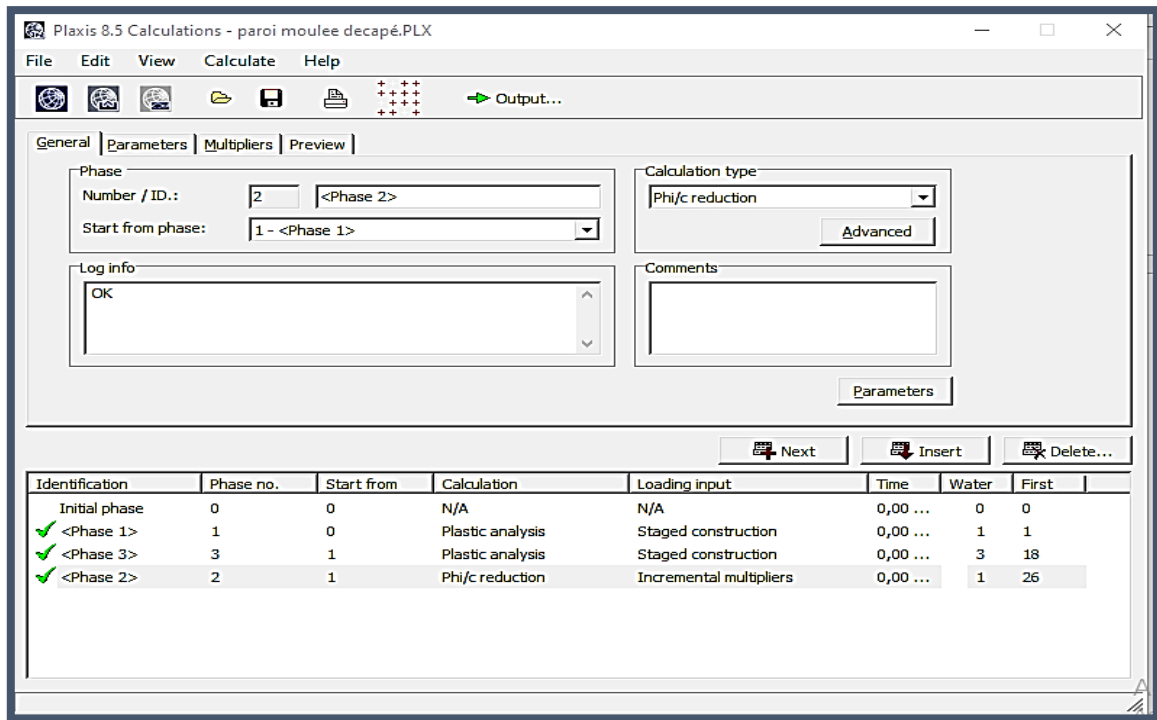 Plaxis 8.5 Calculations - paroi moulee decapé.PLX
File Edit View Calculate Help
Output...
General Parameters Multipliers Preview
Phase
Number / ID.: 2 <Phase 2>
Start from phase: 1 - <Phase 1>
Calculation type
Phi/c reduction
Advanced
Log info
OK
Comments
Parameters
Next Insert Delete...
Identification Phase no. Start from Calculation Loading input Time Water First
Initial phase 0 0 N/A N/A 0,00 ... 0 0
<Phase 1> 1 0 Plastic analysis Staged construction 0,00 ... 1 1
<Phase 3> 3 1 Plastic analysis Staged construction 0,00 ... 3 18
<Phase 2> 2 1 Phi/c reduction Incremental multipliers 0,00 ... 1 26
A